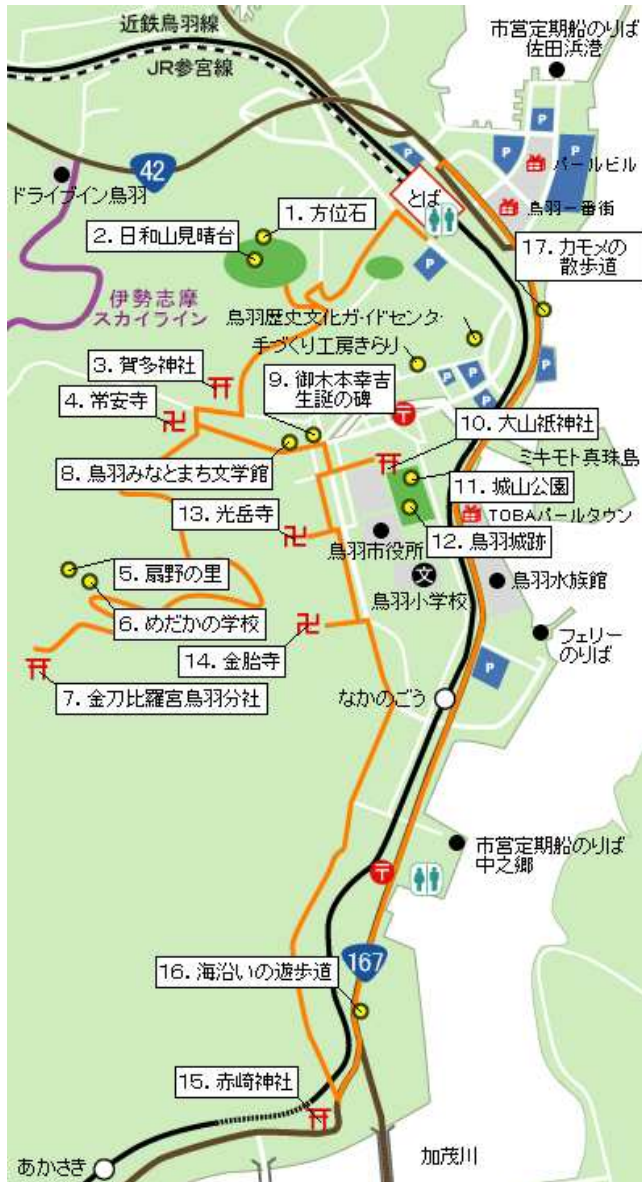 近鉄鳥羽線
JR参宮線
市営定期船のりば
佐田浜港
42
ドライブイン鳥羽
P
P
P
P
パールビル
とば
鳥羽一番街
1. 方位石
2. 日和山見晴台
P
17. カモメの
散歩道
伊勢志摩
スカイライン
鳥羽歴史文化ガイドセンター
手づくり工房きらり
3. 賀多神社
9. 御木本幸吉
生誕の碑
P
P
P
P
4. 常安寺
〒
10. 大山祇神社
ミキモト真珠島
8. 鳥羽みなとまち文学館
11. 城山公園
TOBAパールタウン
13. 光岳寺
12. 鳥羽城跡
鳥羽市役所
5. 扇野の里
文
鳥羽小学校
鳥羽水族館
6. めだかの学校
14. 金胎寺
フェリー
のりば
P
7. 金刀比羅宮鳥羽分社
なかのごう
市営定期船のりば
中之郷
〒
167
16. 海沿いの遊歩道
15. 赤崎神社
あかさき
加茂川